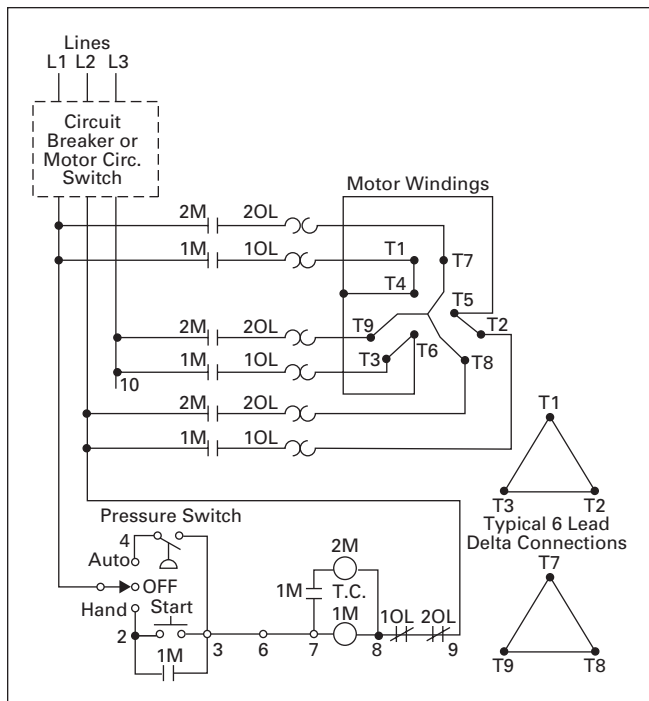 Lines
L1 L2 L3
Circuit
Breaker or
Motor Circ.
Switch
Motor Windings
2M 2OL
1M 1OL T1 T7
T4
T5
T2
2M 2OL T9
T6
1M 1OL T3
T8
10
2M 2OL
1M 1OL
T1
T3 T2
Typical 6 Lead
Delta Connections
T7
T9 T8
Pressure Switch
4
Auto
OFF
Hand Start
2 3 6 7 8 9
1M
2M
1M T.C.
1M 1OL 2OL